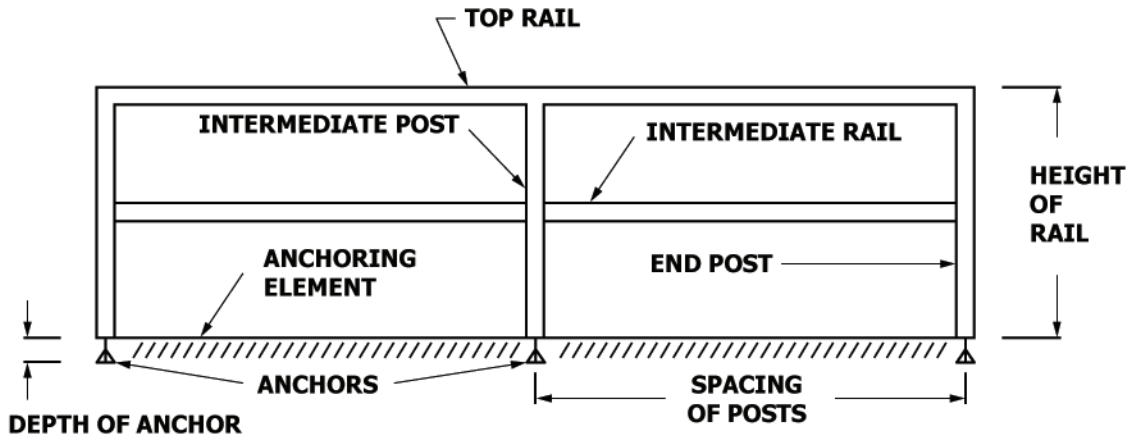 TOP RAIL
INTERMEDIATE POST
INTERMEDIATE RAIL
HEIGHT
OF
RAIL
ANCHORING
ELEMENT
END POST
ANCHORS
SPACING
OF POSTS
DEPTH OF ANCHOR